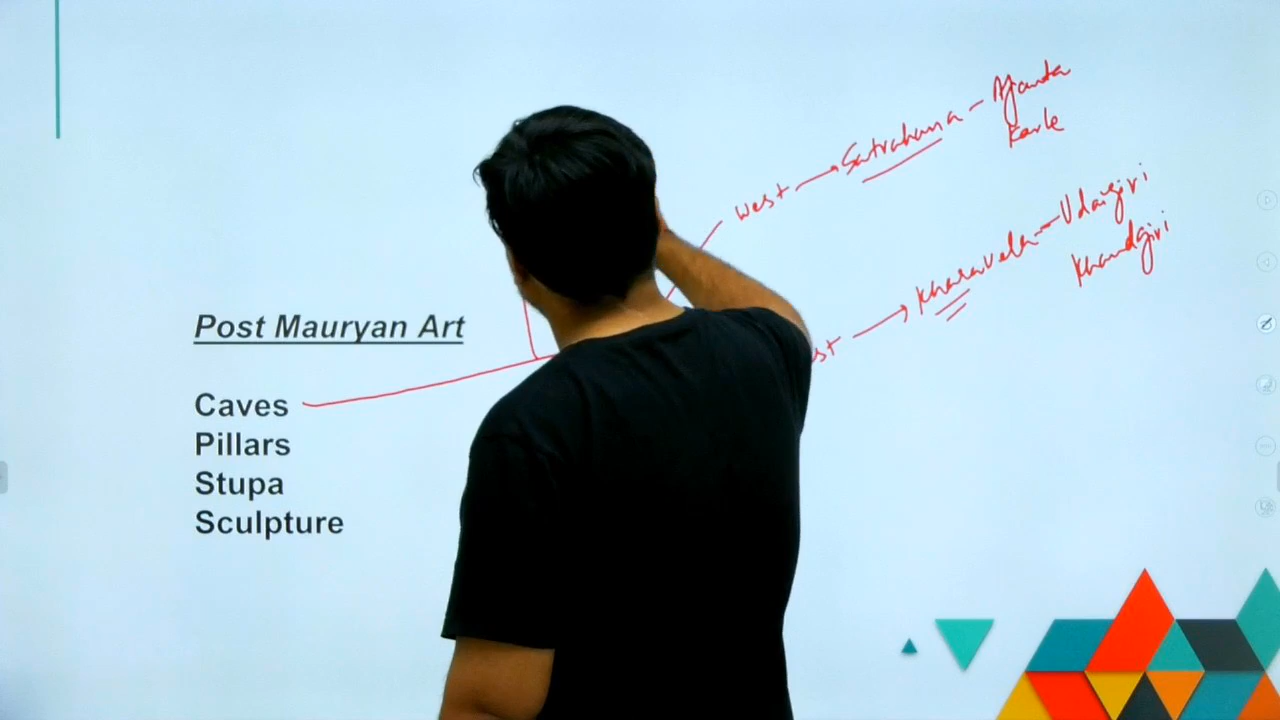 West → Satvahana - Ajanta
Karle
→ Kharavela - Udaigiri
Khandgiri
Post Mauryan Art
Caves
Pillars
Stupa
Sculpture